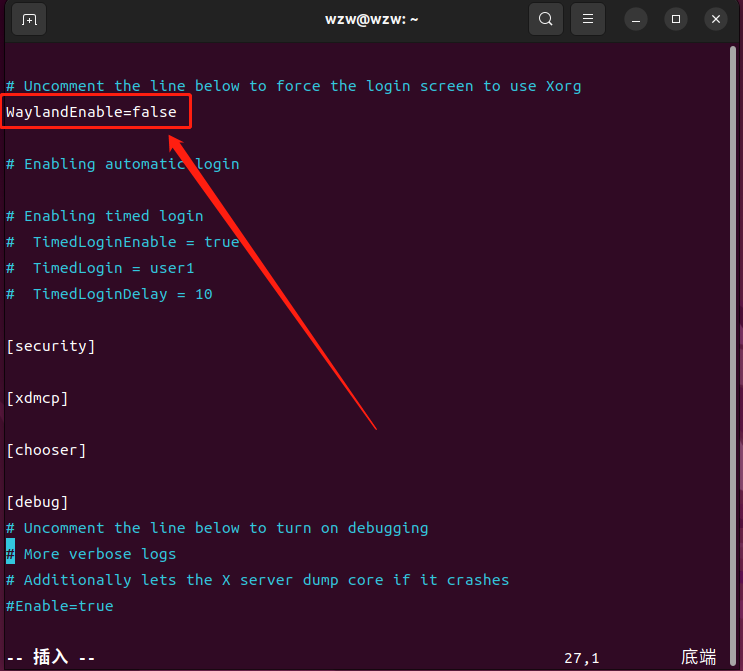 wzw@wzw: ~
# Uncomment the line below to force the login screen to use Xorg
WaylandEnable=false
# Enabling automatic login
# Enabling timed login
#  TimedLoginEnable = true
#  TimedLogin = user1
#  TimedLoginDelay = 10
[security]
[xdmcp]
[chooser]
[debug]
# Uncomment the line below to turn on debugging
# More verbose logs
# Additionally lets the X server dump core if it crashes
#Enable=true
-- 插入 -- 27,1 底端